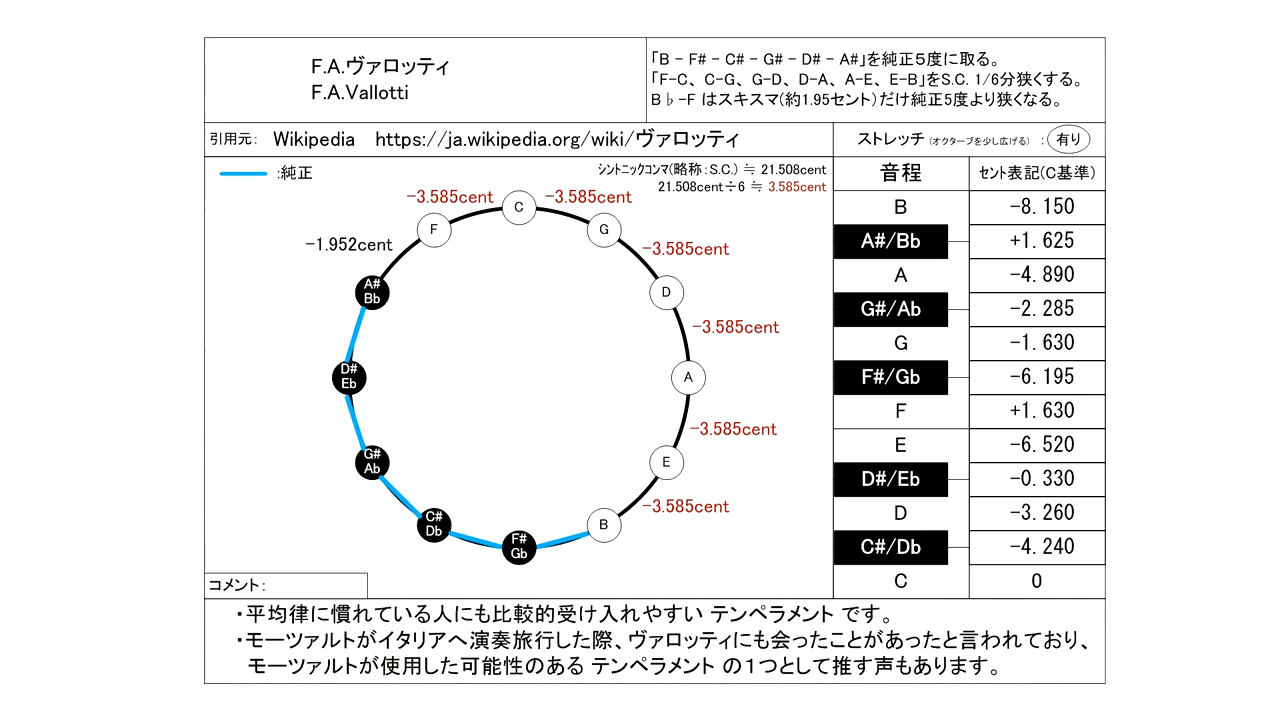 F.A.ヴァロッティ
F.A.Vallotti
「B － F# － C# － G# － D# － A#」を純正５度に取る。
「F-C、 C-G、 G-D、 D-A、 A-E、 E-B」をS.C. 1/6分狭くする。
B♭-F はスキスマ(約1.95セント)だけ純正5度より狭くなる。
引用元： Wikipedia https://ja.wikipedia.org/wiki/ヴァロッティ
ストレッチ (オクターブを少し広げる) ： 有り
:純正
シントニックコンマ(略称：S.C.) ≒ 21.508cent
21.508cent÷6 ≒ 3.585cent
-3.585cent
-3.585cent
-1.952cent
-3.585cent
-3.585cent
-3.585cent
-3.585cent
C
G
D
A
E
B
F#
Gb
C#
Db
G#
Ab
D#
Eb
A#
Bb
F
音程 セント表記(C基準)
B -8.150
A#/Bb +1.625
A -4.890
G#/Ab -2.285
G -1.630
F#/Gb -6.195
F +1.630
E -6.520
D#/Eb -0.330
D -3.260
C#/Db -4.240
C 0
コメント：
・平均律に慣れている人にも比較的受け入れやすい テンペラメント です。
・モーツァルトがイタリアへ演奏旅行した際、ヴァロッティにも会ったことがあったと言われており、
モーツァルトが使用した可能性のある テンペラメント の１つとして推す声もあります。